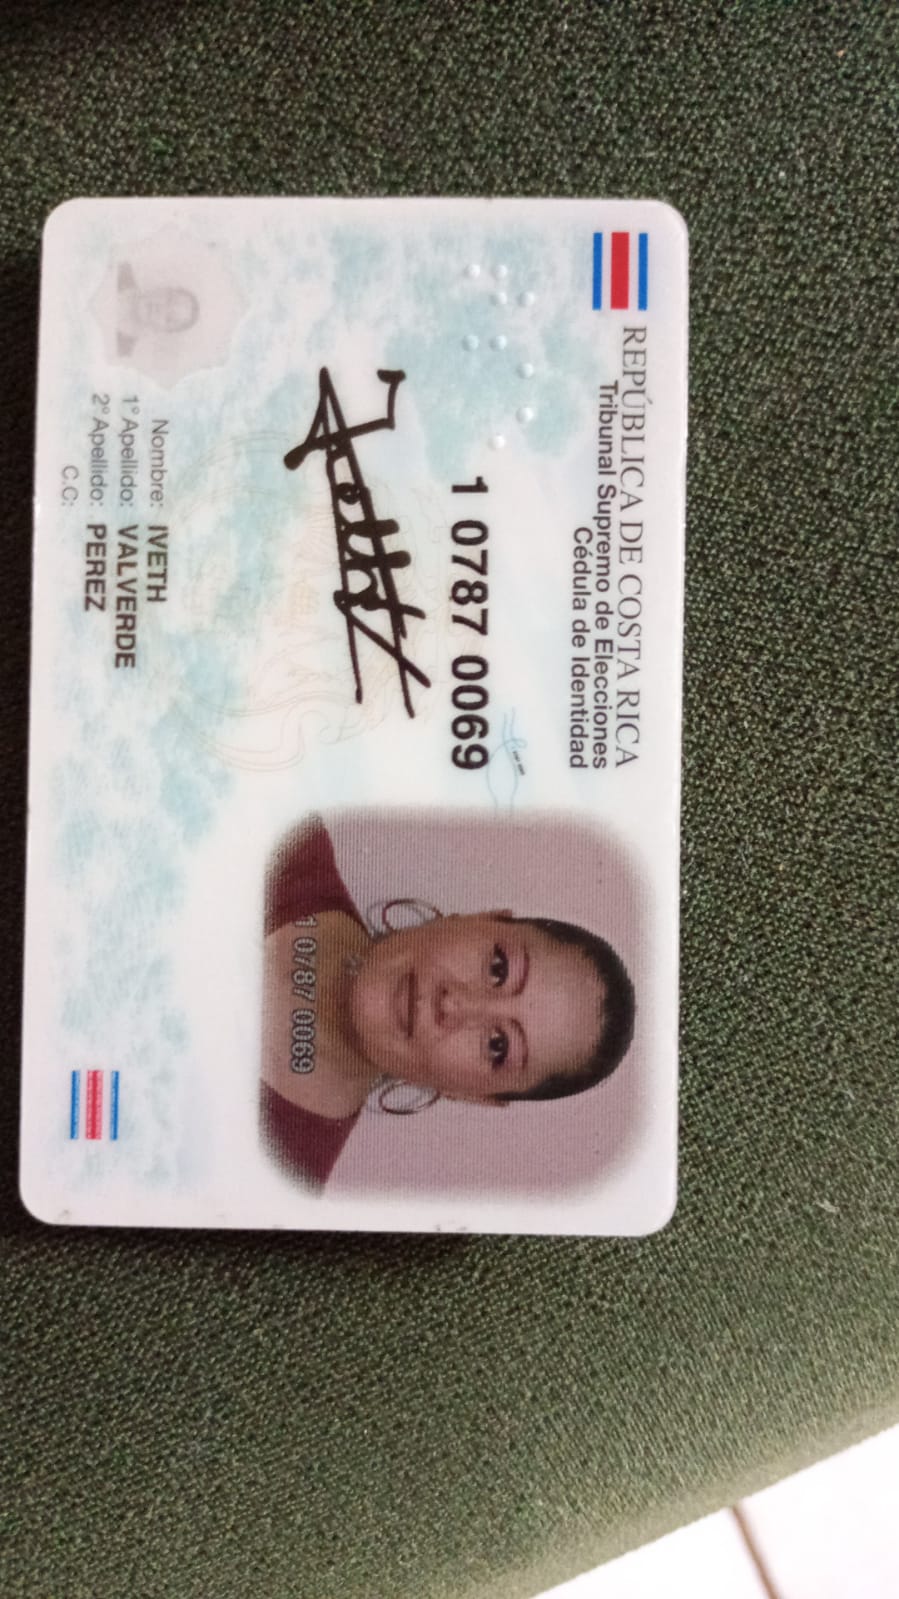 REPÚBLICA DE COSTA RICA
Tribunal Supremo de Elecciones
Cédula de Identidad
1 0787 0069
1 0787 0069
Nombre: IVETH
1° Apellido: VALVERDE
2° Apellido: PEREZ
C.C: